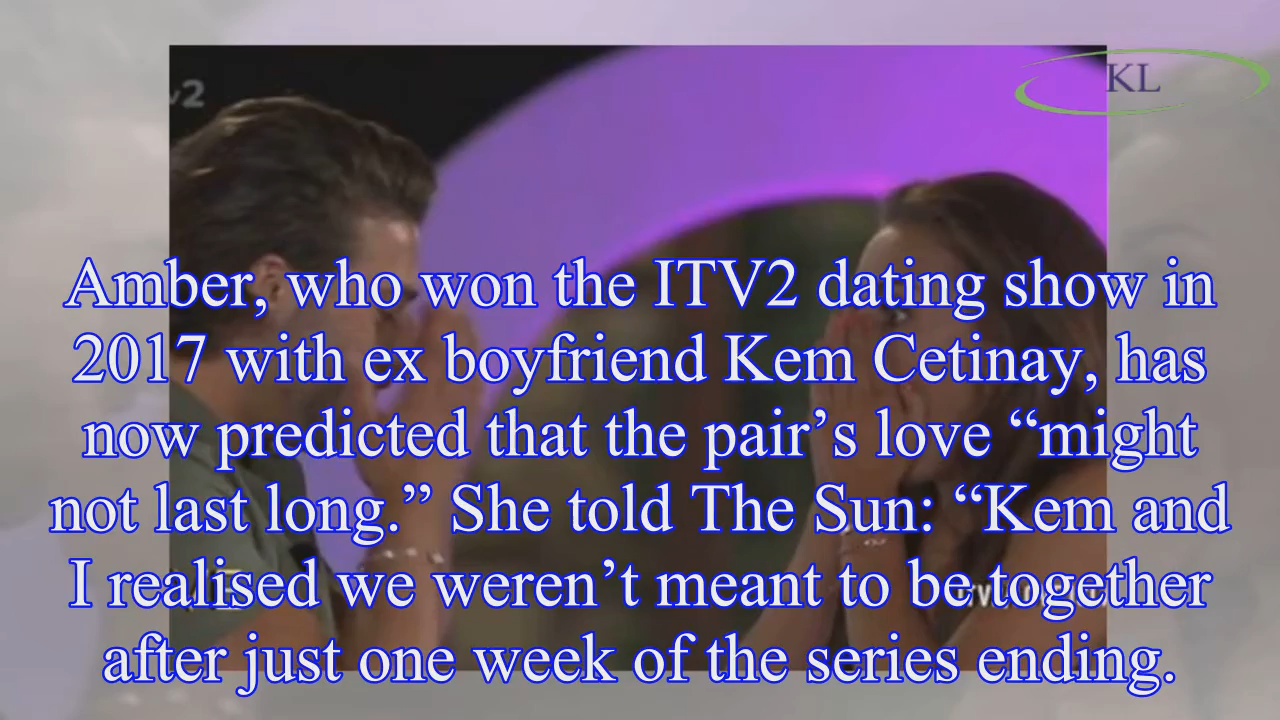 v2
KL
Amber, who won the ITV2 dating show in
2017 with ex boyfriend Kem Cetinay, has
now predicted that the pair’s love “might
not last long.” She told The Sun: “Kem and
I realised we weren’t meant to be together
after just one week of the series ending.